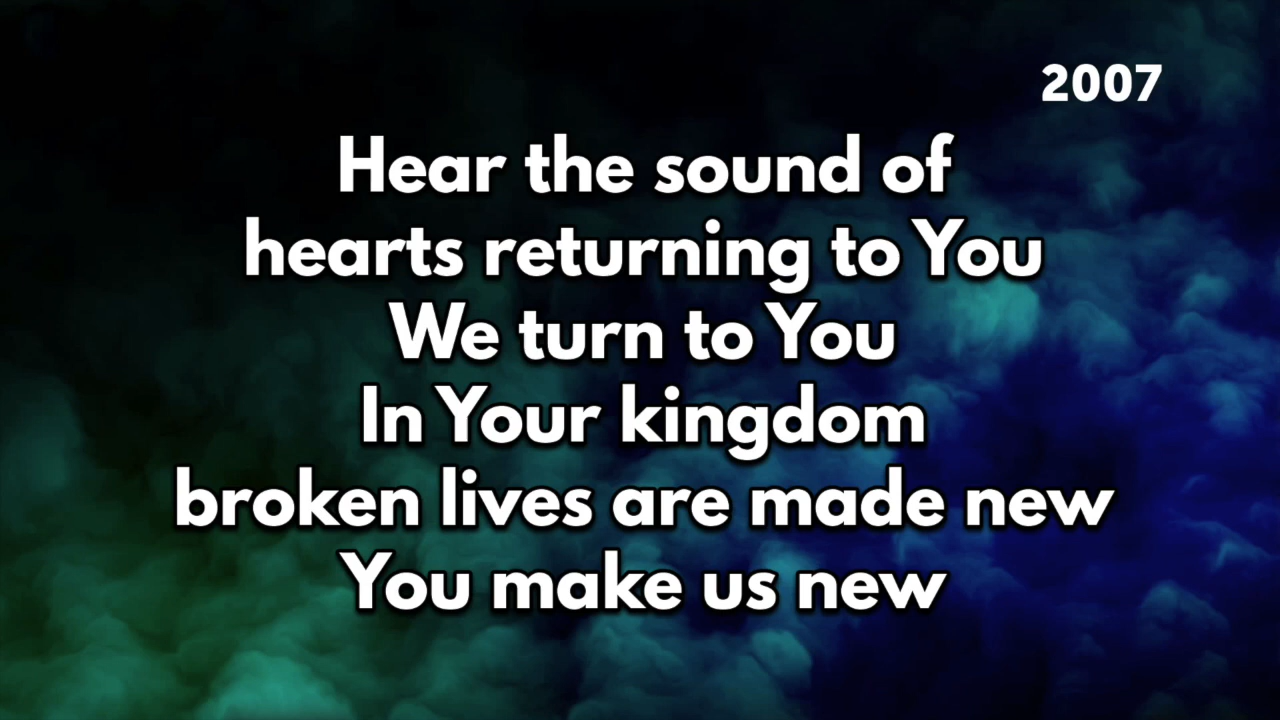 2007
Hear the sound of
hearts returning to You
We turn to You
In Your kingdom
broken lives are made new
You make us new